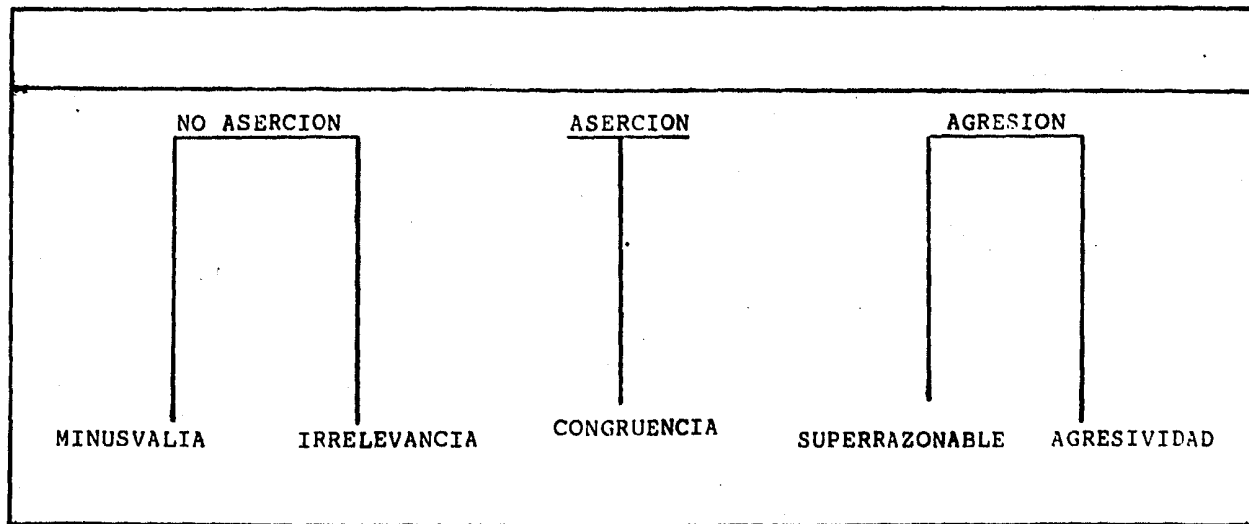 NO ASERCION ASERCION AGRESION
MINUSVALIA IRRELEVANCIA CONGRUENCIA SUPERRAZONABLE AGRESIVIDAD